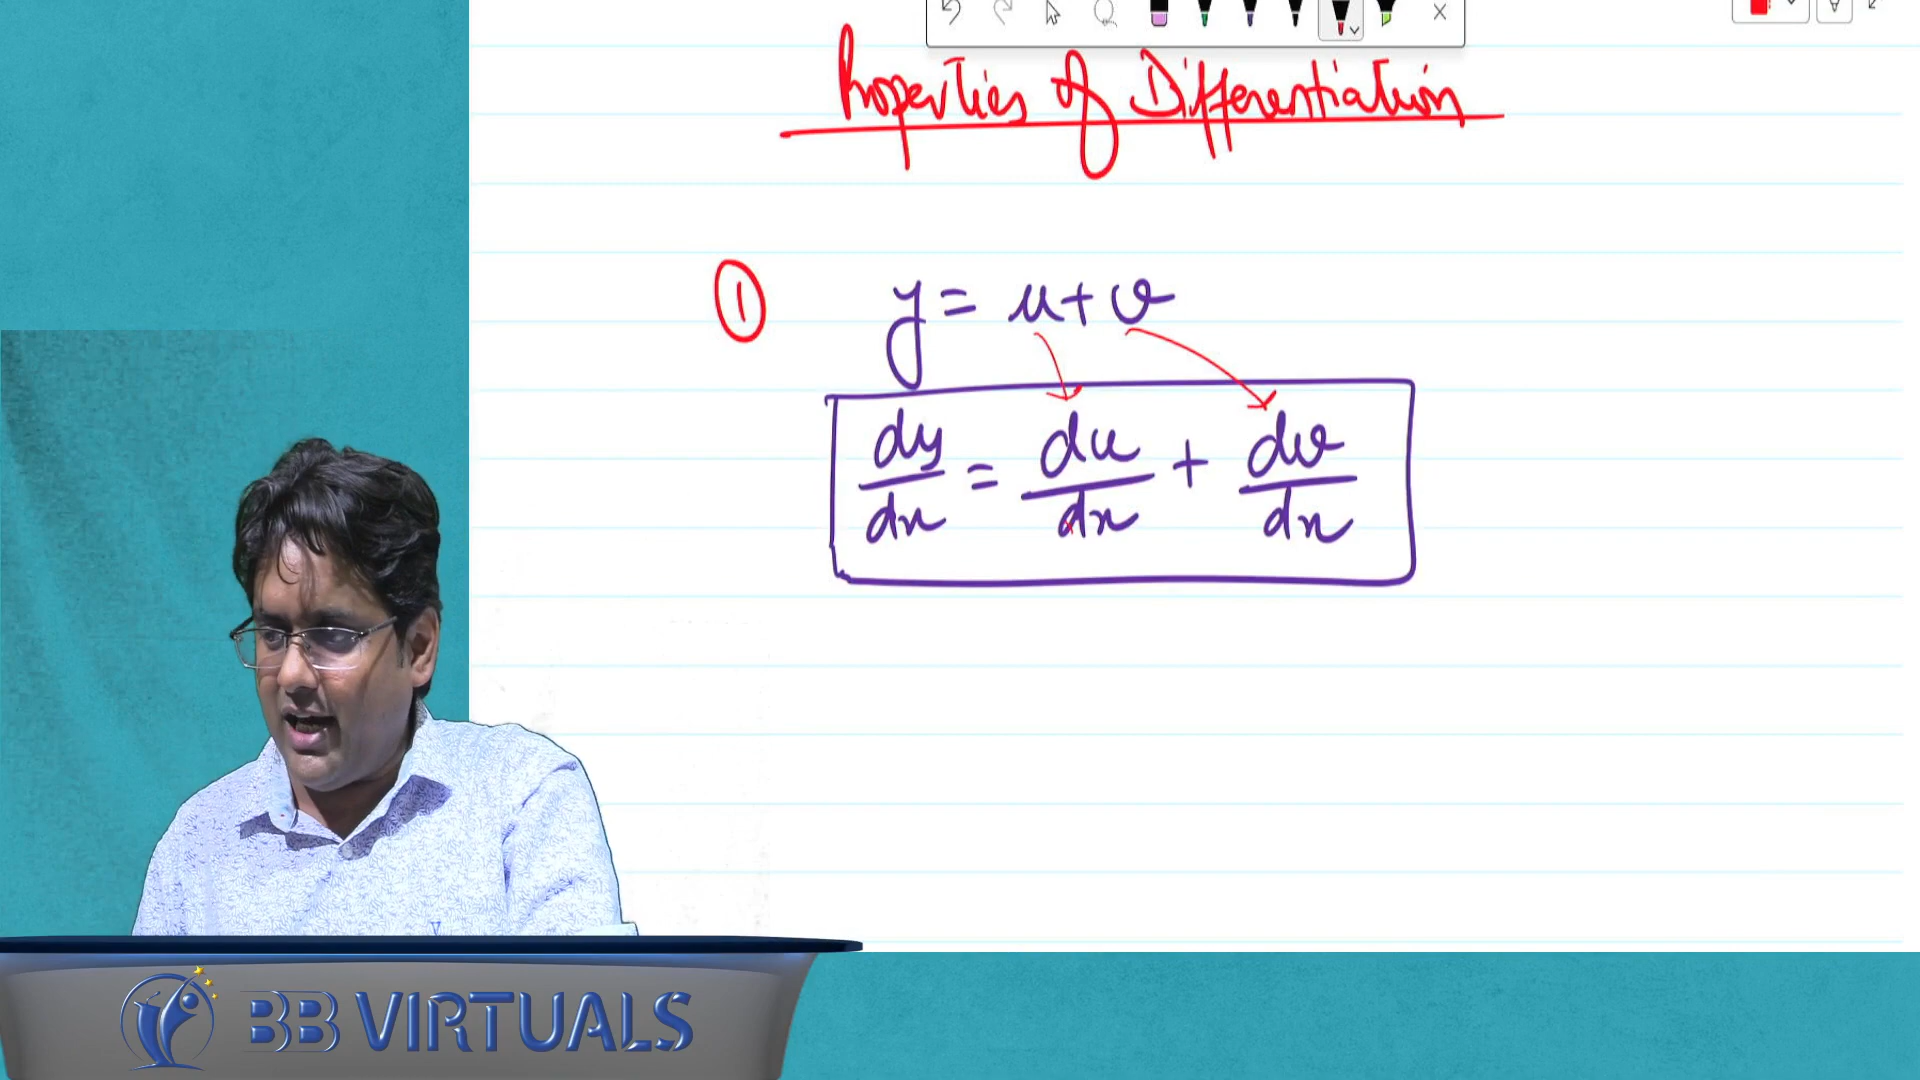 Properties of Differentiation
① y = u+v
dy/dx = du/dx + dv/dx
BB VIRTUALS